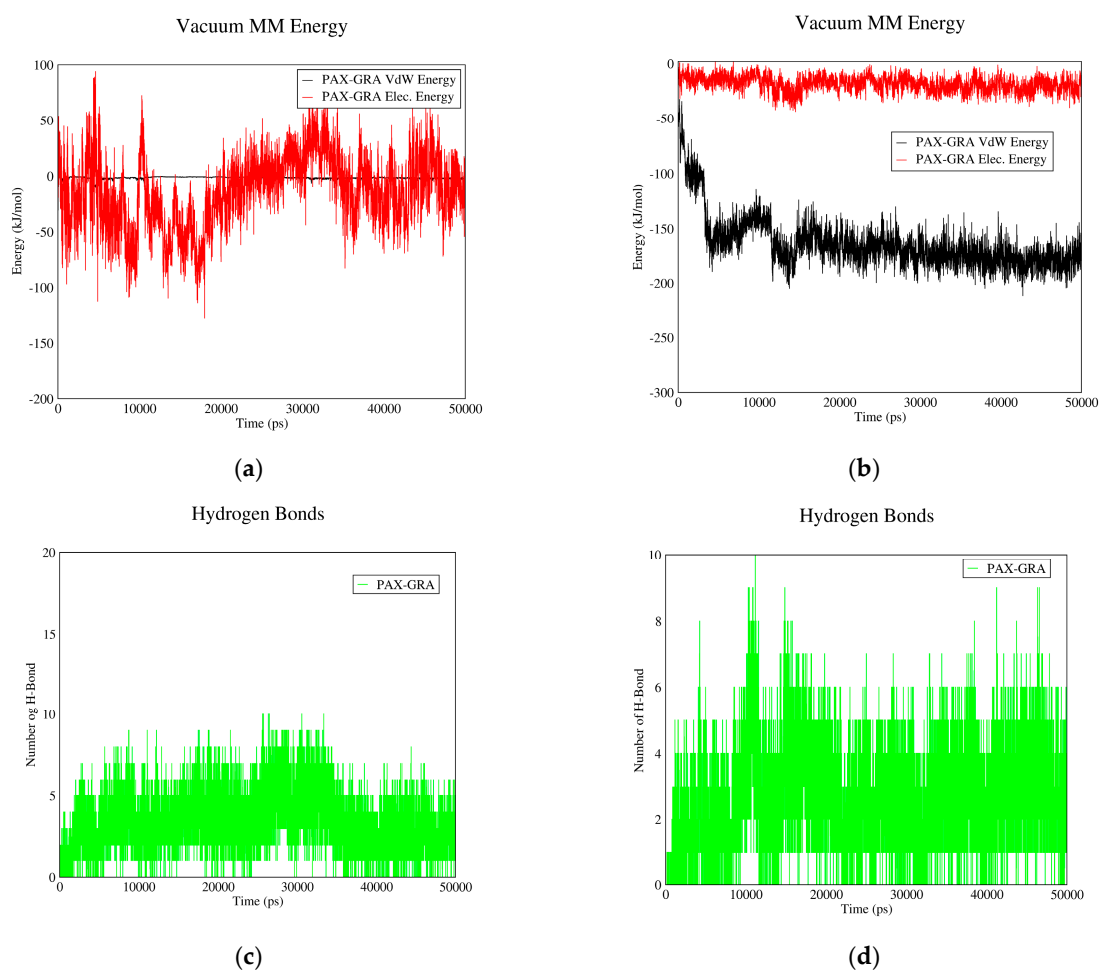 Vacuum MM Energy
PAX-GRA VdW Energy
PAX-GRA Elec. Energy
Energy (kJ/mol)
100
50
0
-50
-100
-150
-200
0
10000
20000
30000
40000
50000
Time (ps)
(a)
Vacuum MM Energy
PAX-GRA VdW Energy
PAX-GRA Elec. Energy
Energy (kJ/mol)
0
-50
-100
-150
-200
-250
-300
0
10000
20000
30000
40000
50000
Time (ps)
(b)
Hydrogen Bonds
PAX-GRA
Number og H-Bond
20
15
10
5
0
0
10000
20000
30000
40000
50000
Time (ps)
(c)
Hydrogen Bonds
PAX-GRA
Number of H-Bond
10
8
6
4
2
0
0
10000
20000
30000
40000
50000
Time (ps)
(d)